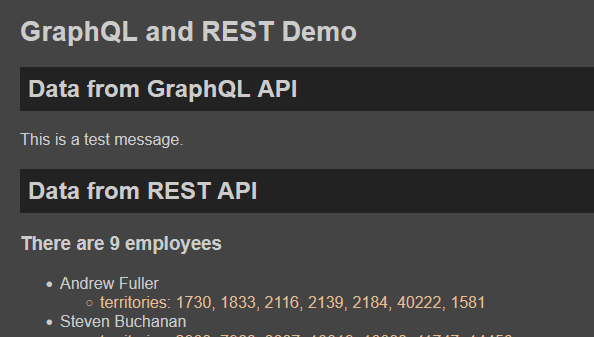 GraphQL and REST Demo
Data from GraphQL API
This is a test message.
Data from REST API
There are 9 employees
Andrew Fuller
territories: 1730, 1833, 2116, 2139, 2184, 40222, 1581
Steven Buchanan